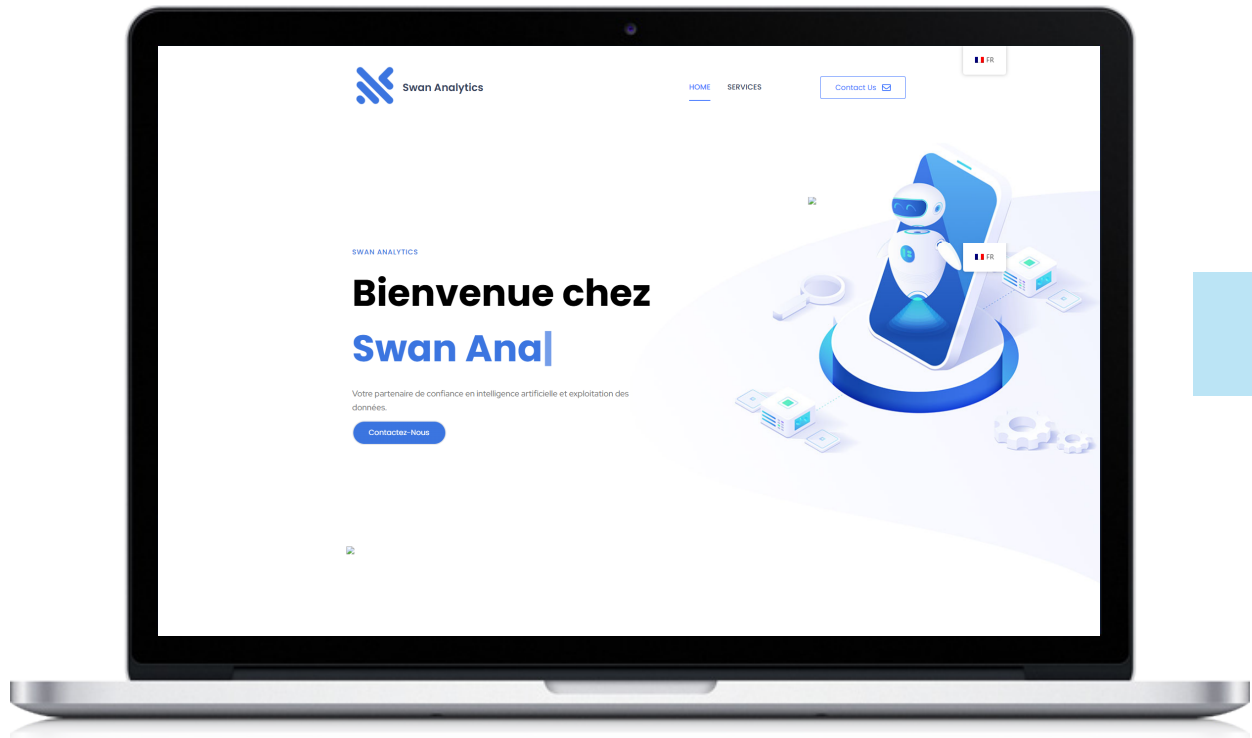 FR
Swan Analytics
HOME
SERVICES
Contact Us
SWAN ANALYTICS
Bienvenue chez
Swan Ana
FR
Votre partenaire de confiance en intelligence artificielle et exploitation des
données.
Contactez-Nous